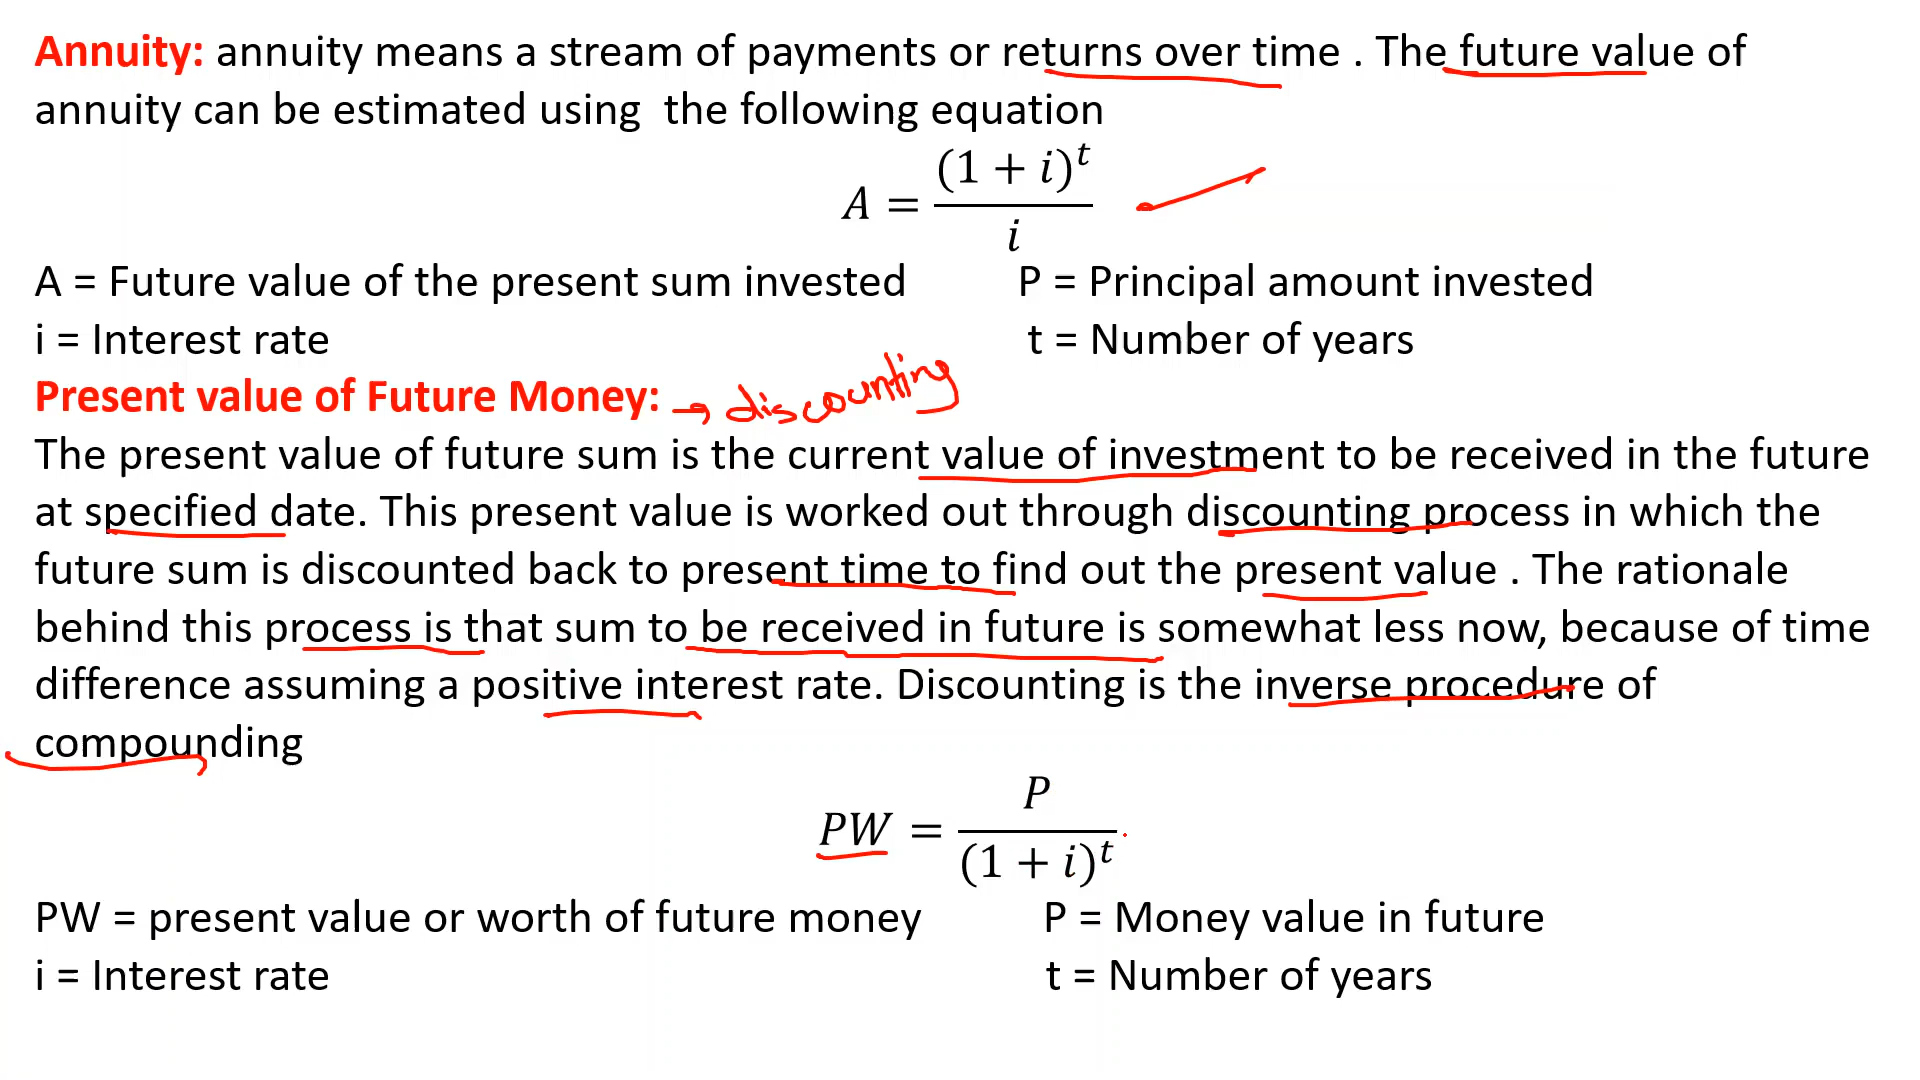 Annuity: annuity means a stream of payments or returns over time . The future value of
annuity can be estimated using  the following equation
A = (1 + i)^t / i
A = Future value of the present sum invested P = Principal amount invested
i = Interest rate t = Number of years
Present value of Future Money: → discounting
The present value of future sum is the current value of investment to be received in the future
at specified date. This present value is worked out through discounting process in which the
future sum is discounted back to present time to find out the present value . The rationale
behind this process is that sum to be received in future is somewhat less now, because of time
difference assuming a positive interest rate. Discounting is the inverse procedure of
compounding
PW = P / (1 + i)^t
PW = present value or worth of future money P = Money value in future
i = Interest rate t = Number of years